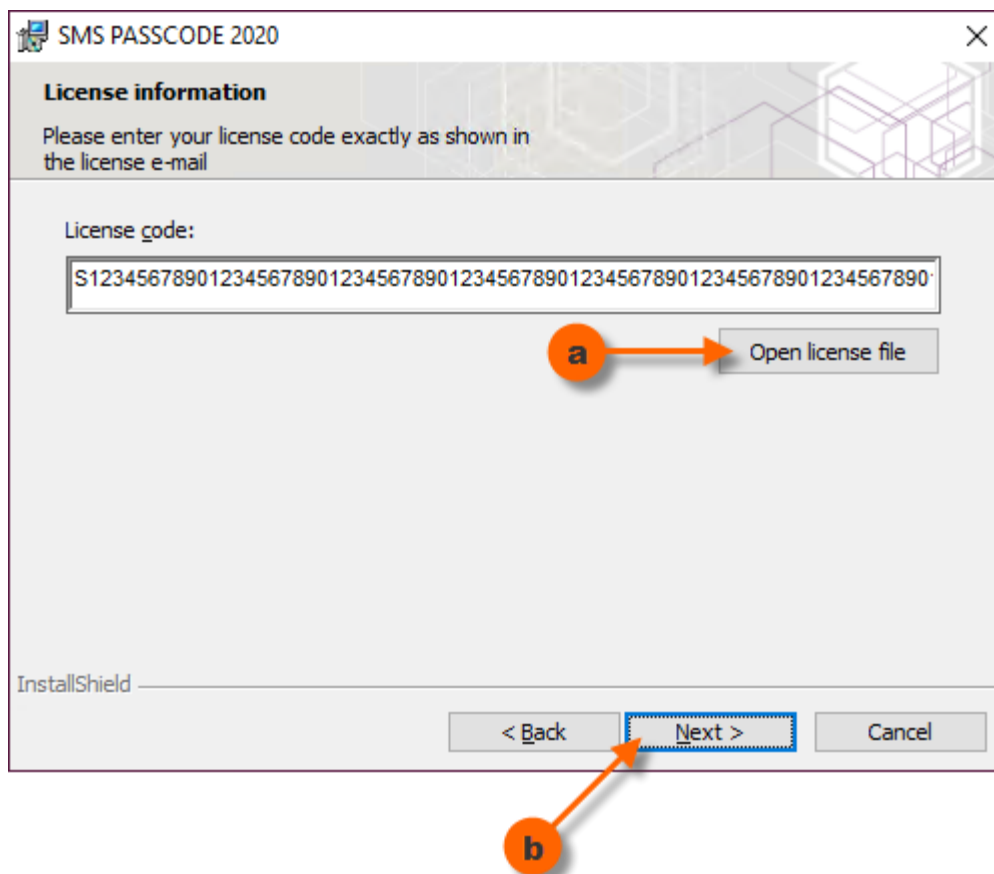 SMS PASSCODE 2020
License information
Please enter your license code exactly as shown in
the license e-mail
License code:
S12345678901234567890123456789012345678901234567890123456789012345678901
a
Open license file
InstallShield
< Back
Next >
Cancel
b